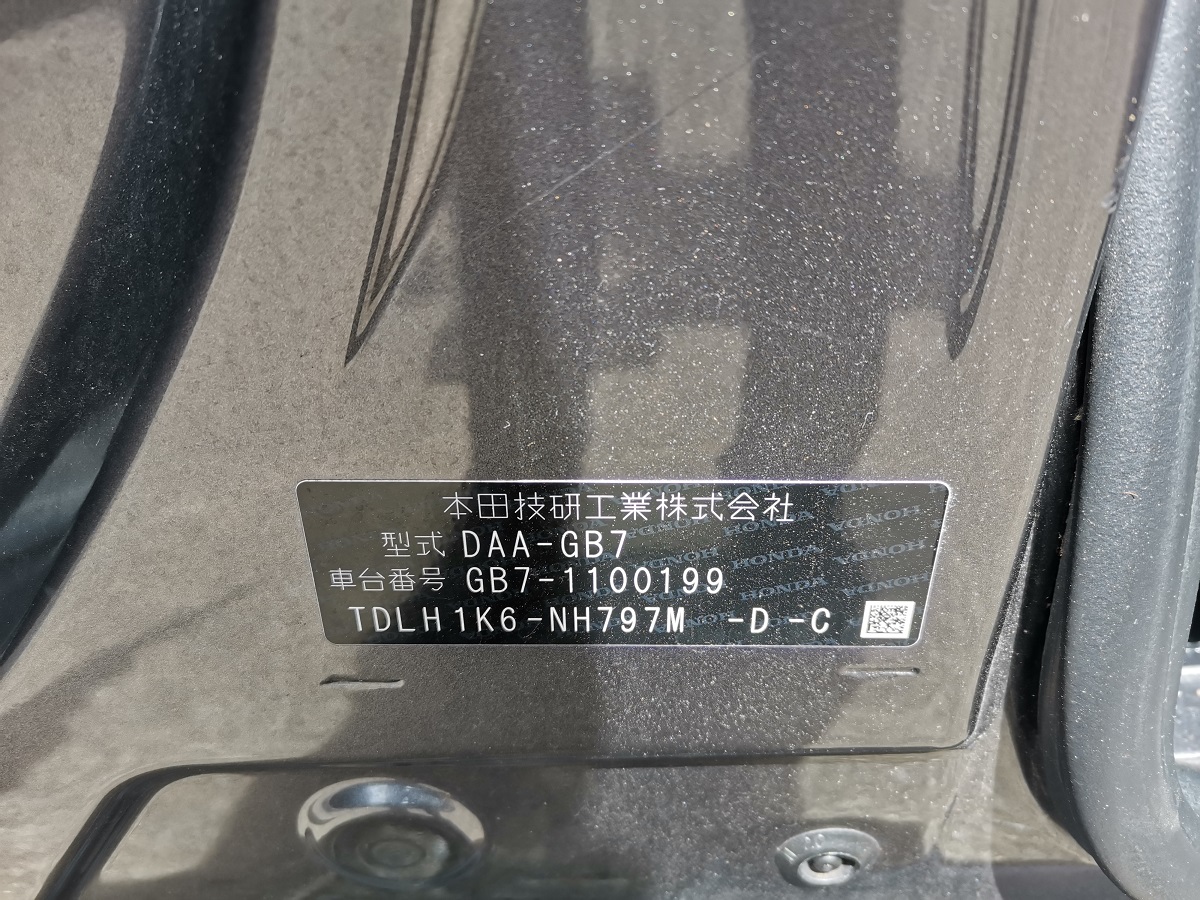 本田技研工業株式会社
型式 DAA-GB7
車台番号 GB7-1100199
TDLH1K6-NH797M -D-C